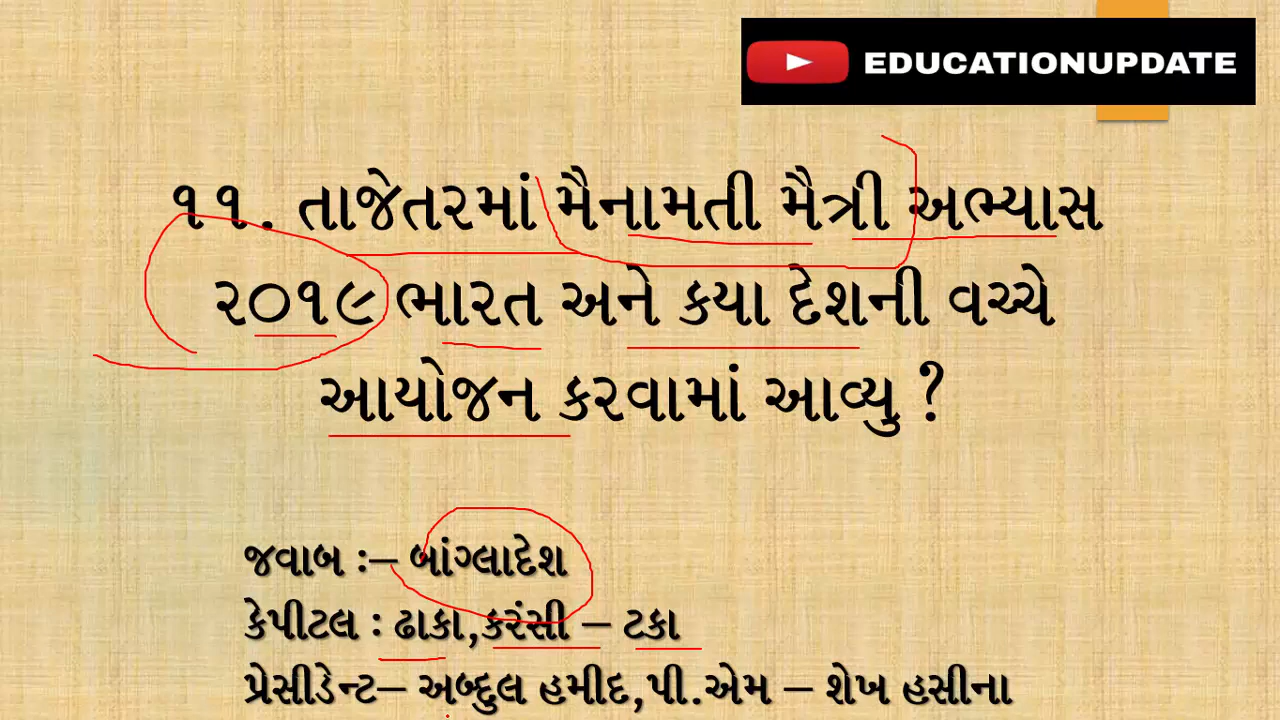 EDUCATIONUPDATE
૧૧. તાજેતરમાં મૈનામતી મૈત્રી અભ્યાસ
૨૦૧૯ ભારત અને કયા દેશની વચ્ચે
આયોજન કરવામાં આવ્યુ ?
જવાબ :– બાંગ્લાદેશ
કેપીટલ : ઢાકા,કરંસી – ટકા
પ્રેસીડેન્ટ– અબ્દુલ હમીદ,પી.એમ – શેખ હસીના